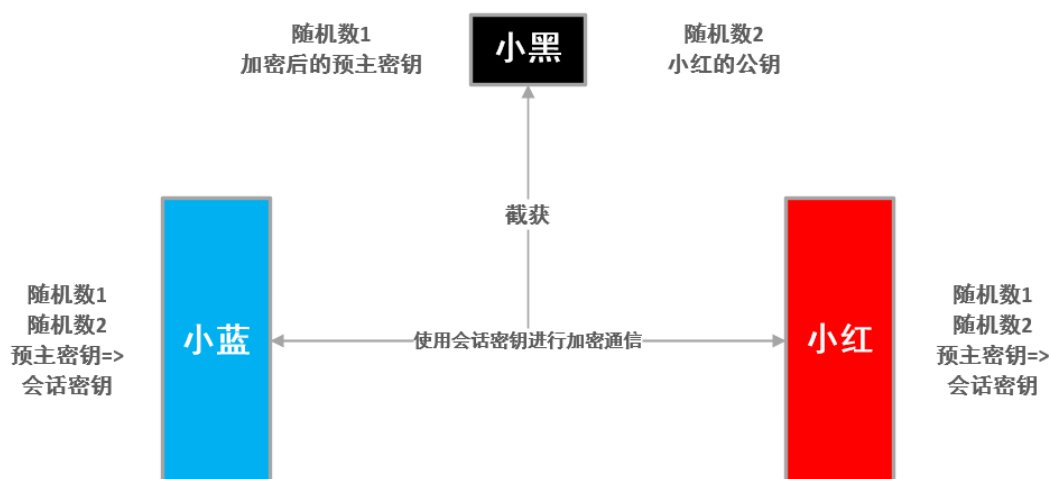 随机数1
加密后的预主密钥
小黑
随机数2
小红的公钥
截获
随机数1
随机数2
预主密钥=>
会话密钥
小蓝
使用会话密钥进行加密通信
小红
随机数1
随机数2
预主密钥=>
会话密钥